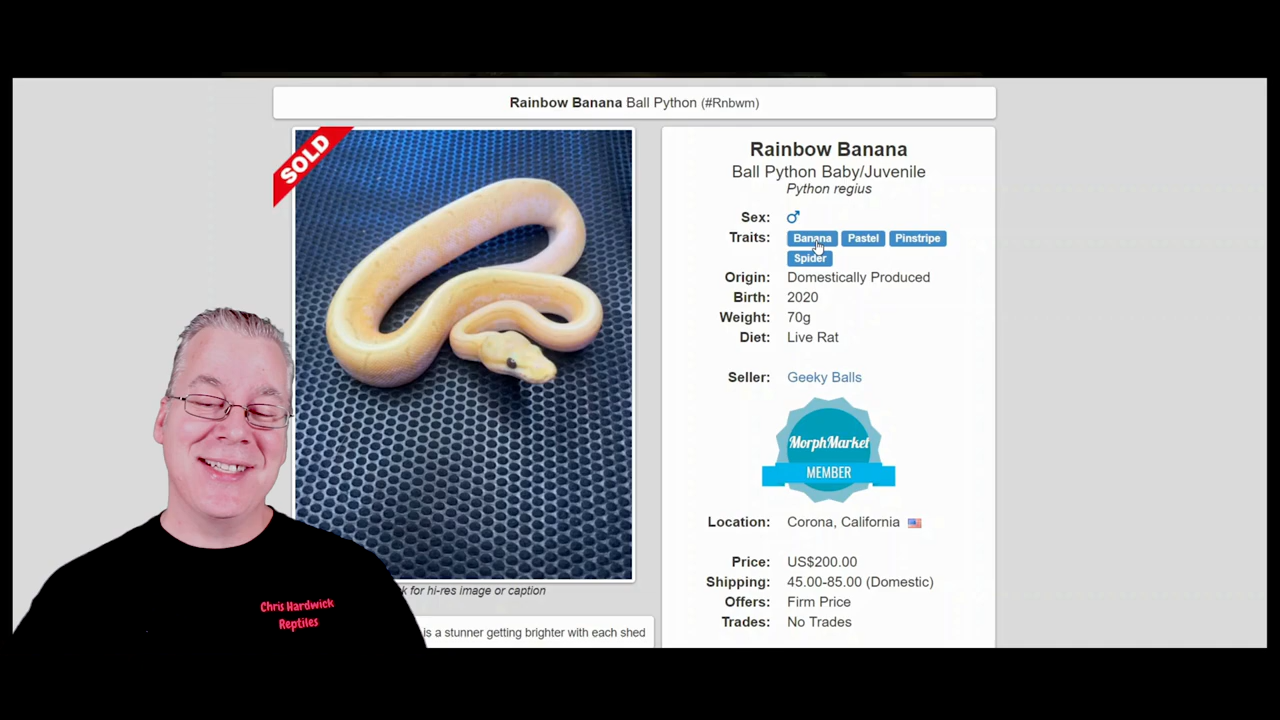 Rainbow Banana Ball Python (#Rnbwm)
SOLD
Rainbow Banana
Ball Python Baby/Juvenile
Python regius
Sex: ♂
Traits: Banana Pastel Pinstripe
Spider
Origin: Domestically Produced
Birth: 2020
Weight: 70g
Diet: Live Rat
Seller: Geeky Balls
MorphMarket
MEMBER
Location: Corona, California
Price: US$200.00
Shipping: 45.00-85.00 (Domestic)
Offers: Firm Price
Trades: No Trades
for hi-res image or caption
is a stunner getting brighter with each shed
Chris Hardwick
Reptiles